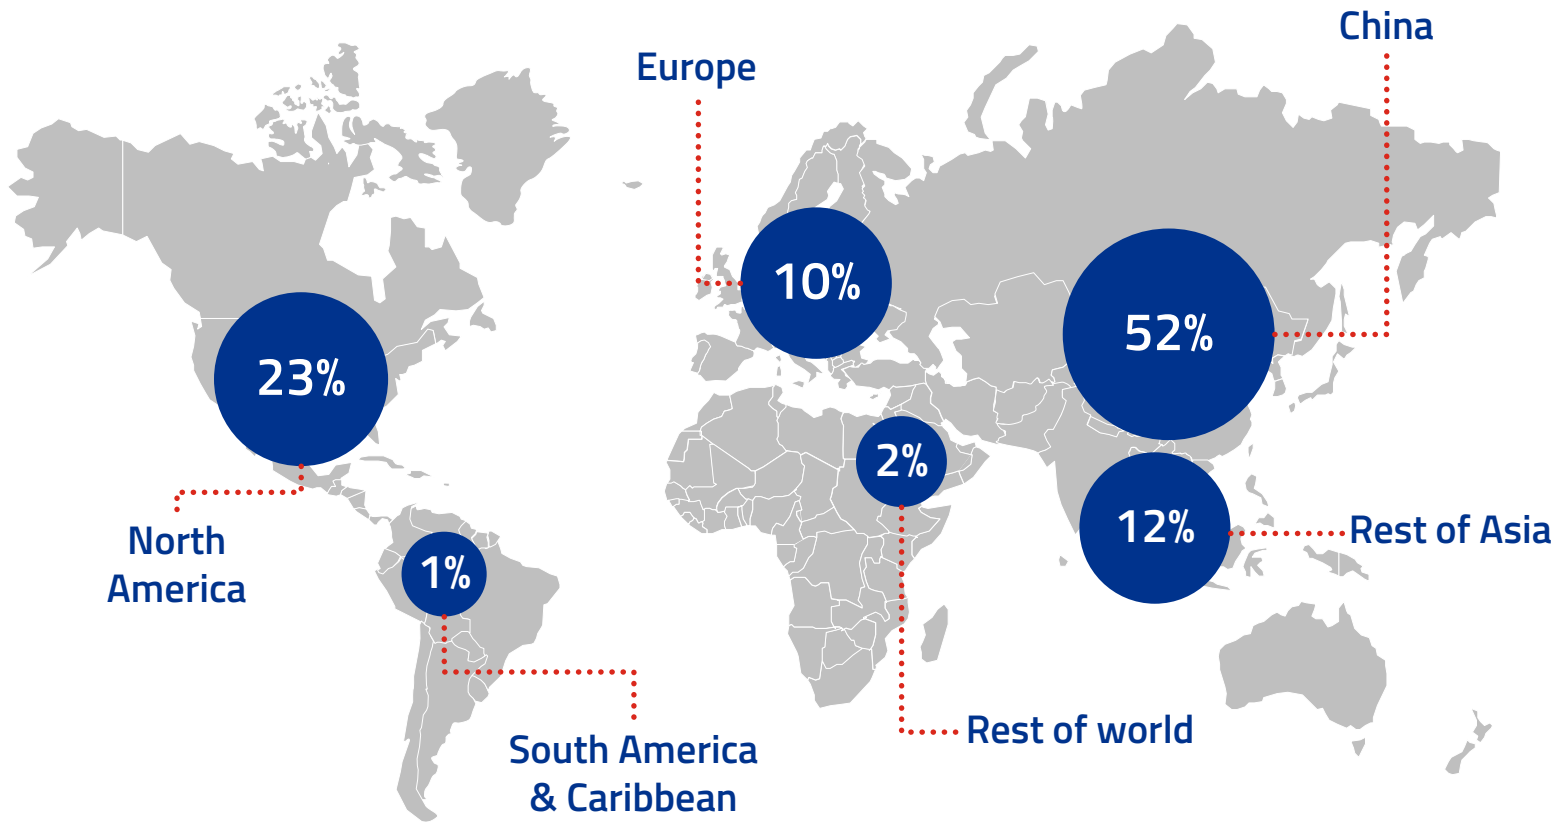 China
Europe
10%
52%
23%
2%
12%
Rest of Asia
North
America
1%
Rest of world
South America
& Caribbean